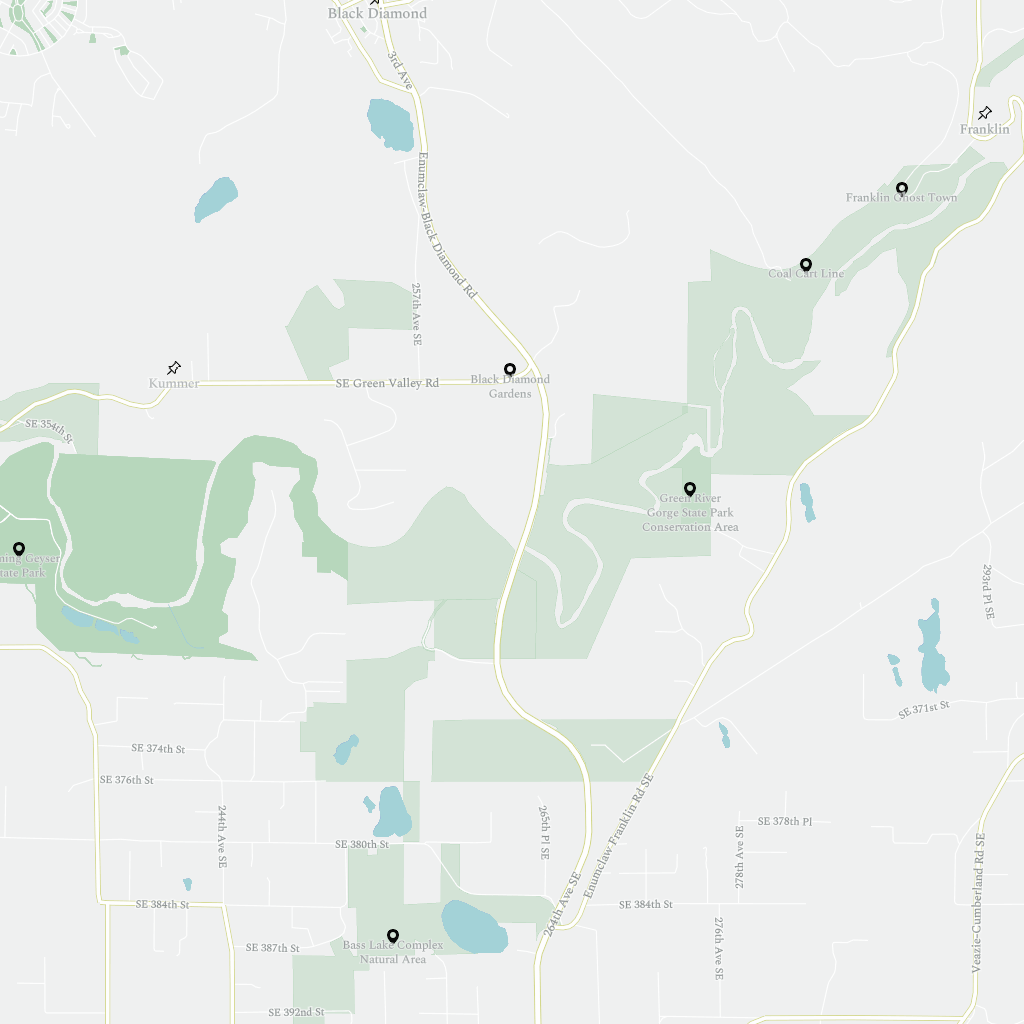 Black Diamond
3rd Ave
Franklin
Enumclaw-Black Diamond Rd
Franklin Ghost Town
Coal Cart Line
257th Ave SE
Kummer
SE Green Valley Rd
Black Diamond
Gardens
SE 354th St
Green River
Gorge State Park
Conservation Area
ming Geyser
tate Park
293rd Pl SE
SE 371st St
SE 374th St
SE 376th St
Enumclaw Franklin Rd SE
244th Ave SE
265th Pl SE
SE 378th Pl
SE 380th St
278th Ave SE
Veazie-Cumberland Rd SE
264th Ave SE
SE 384th St
SE 384th St
276th Ave SE
SE 387th St
Bass Lake Complex
Natural Area
SE 392nd St